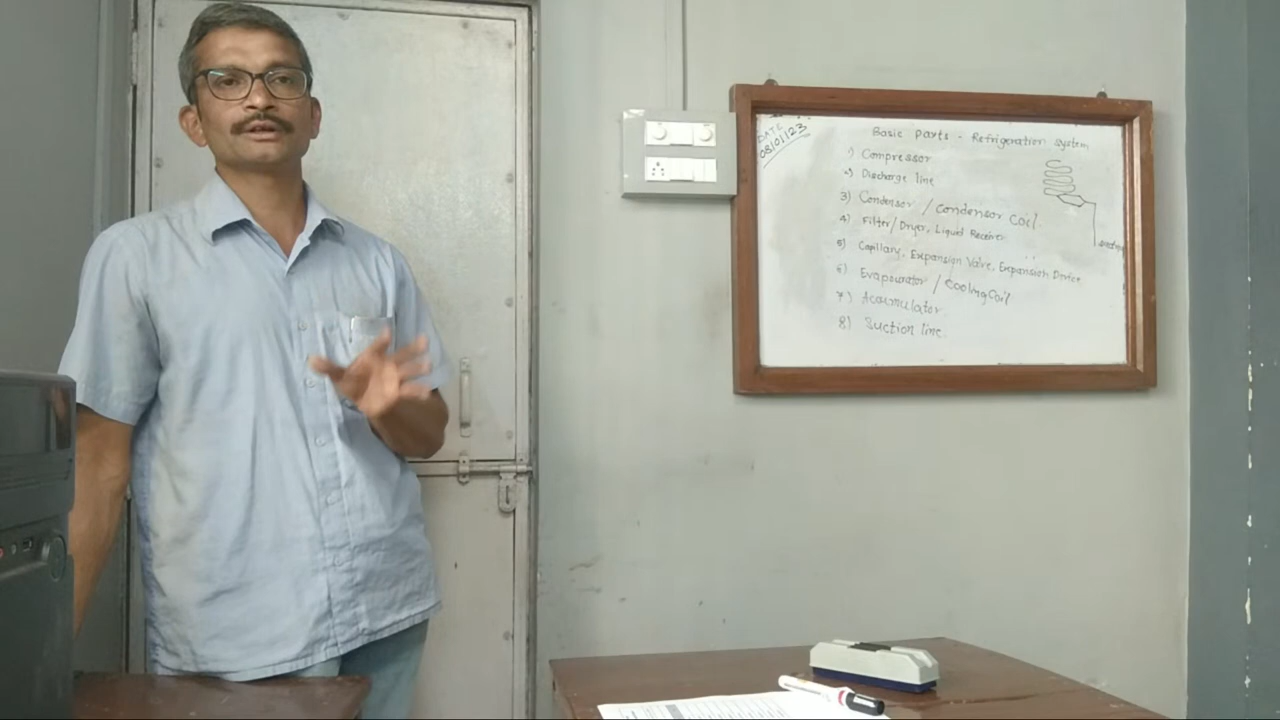 DATE
08/01/23
Basic Parts - Refrigeration System
1) Compressor
2) Discharge line
3) Condensor / Condensor Coil
4) Filter/Dryer, Liquid Receiver
5) Capillary, Expansion Valve, Expansion Device
6) Evaporator / Cooling Coil
7) Accumulator
8) Suction line.